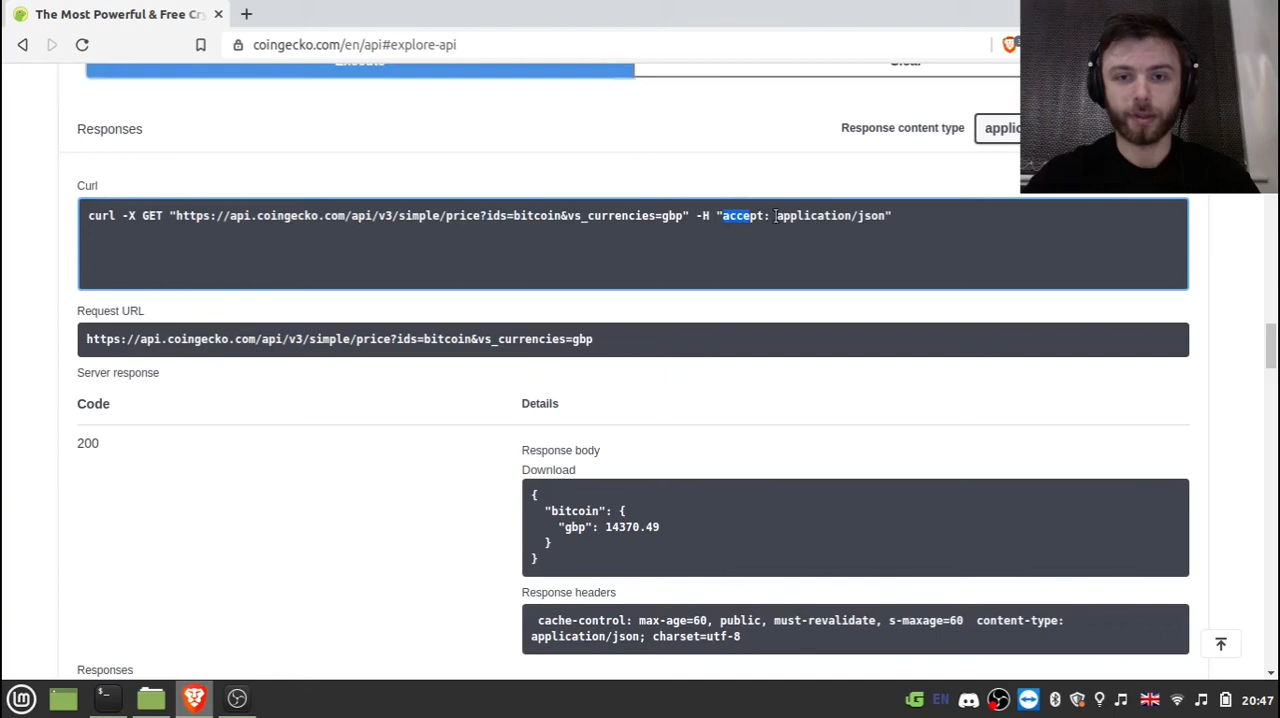 The Most Powerful & Free Cr
coingecko.com/en/api#explore-api
Execute
Clear
Responses
Response content type
applic
Curl
curl -X GET "https://api.coingecko.com/api/v3/simple/price?ids=bitcoin&vs_currencies=gbp" -H "accept: application/json"
Request URL
https://api.coingecko.com/api/v3/simple/price?ids=bitcoin&vs_currencies=gbp
Server response
Code
Details
200
Response body
Download
{
"bitcoin": {
"gbp": 14370.49
}
}
Response headers
cache-control: max-age=60, public, must-revalidate, s-maxage=60 content-type:
application/json; charset=utf-8
Responses
EN
20:47